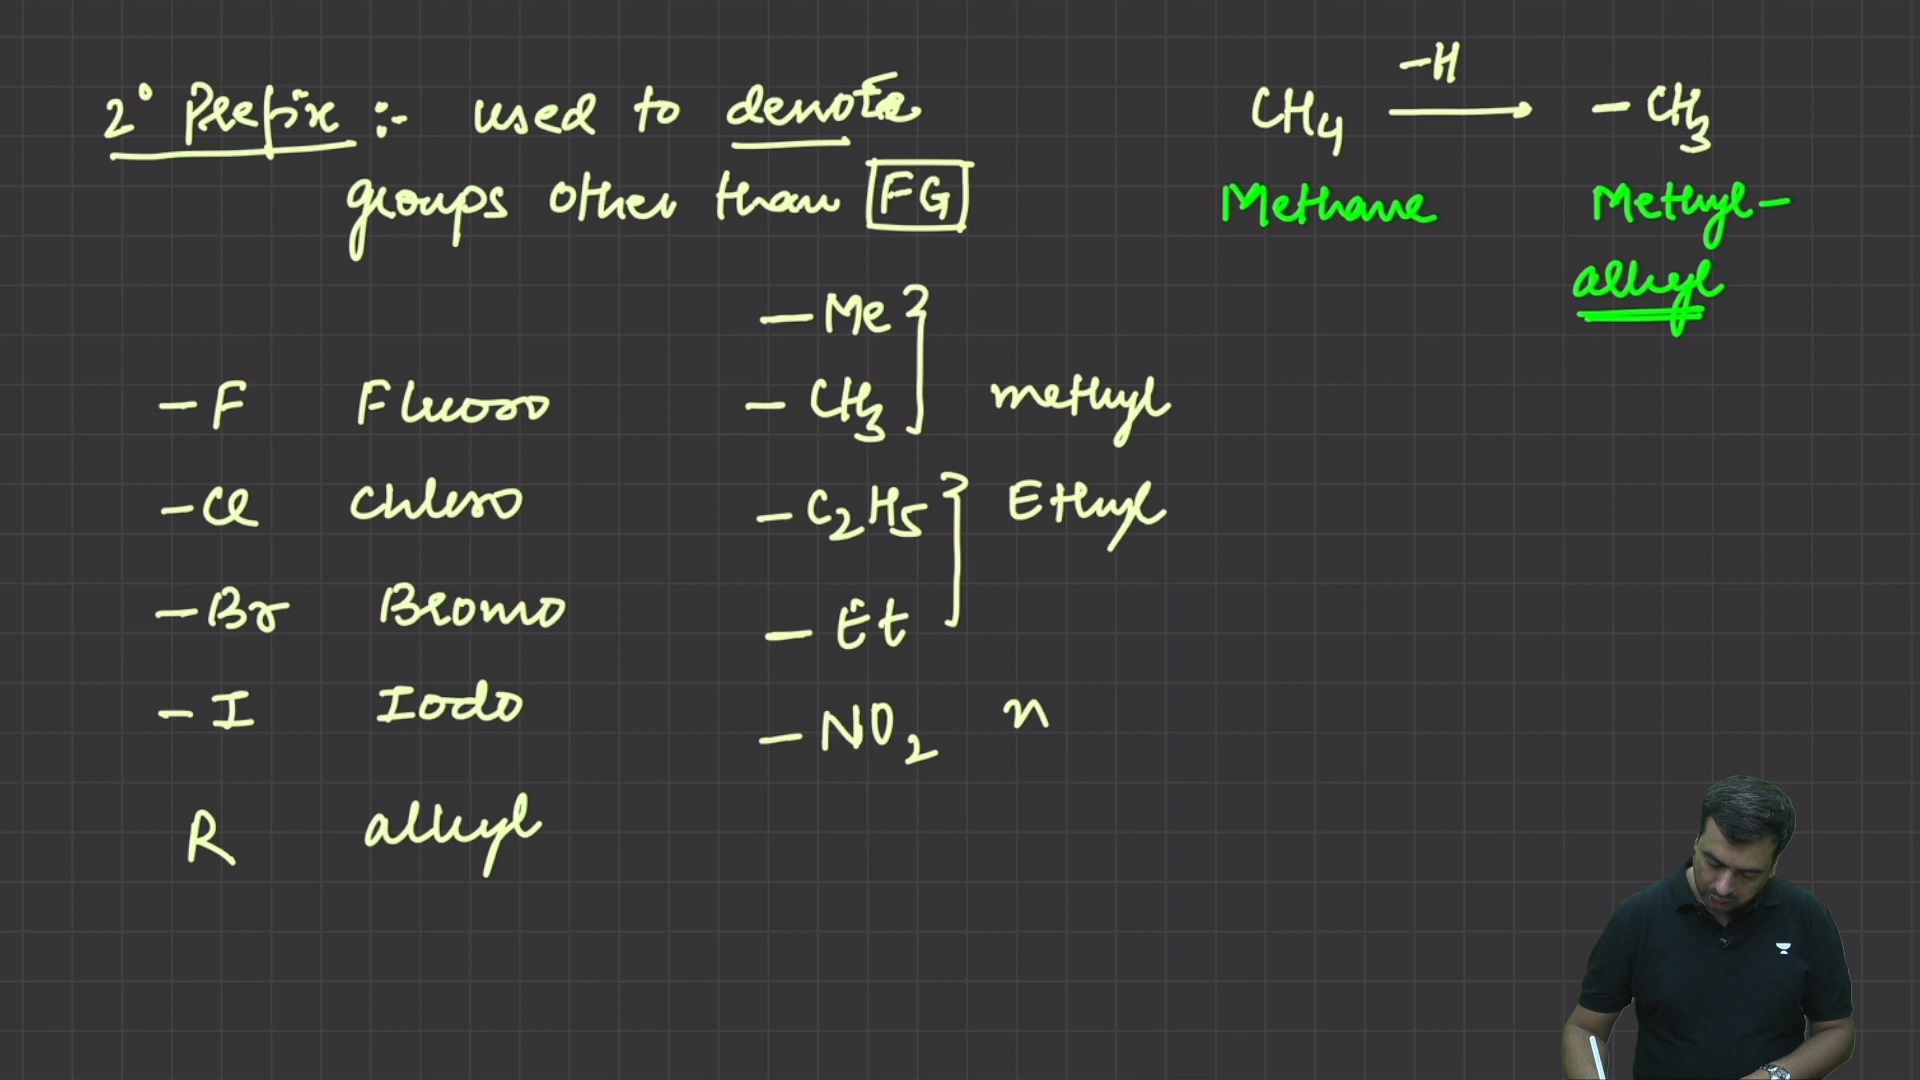 2° Prefix :- used to denote
groups other than FG
-F Fluoro
-Cl Chloro
-Br Bromo
-I Iodo
R alkyl
-Me
-CH3 methyl
-C2H5 Ethyl
-Et
-NO2 n
-H
CH4 → -CH3
Methane Methyl-
alkyl